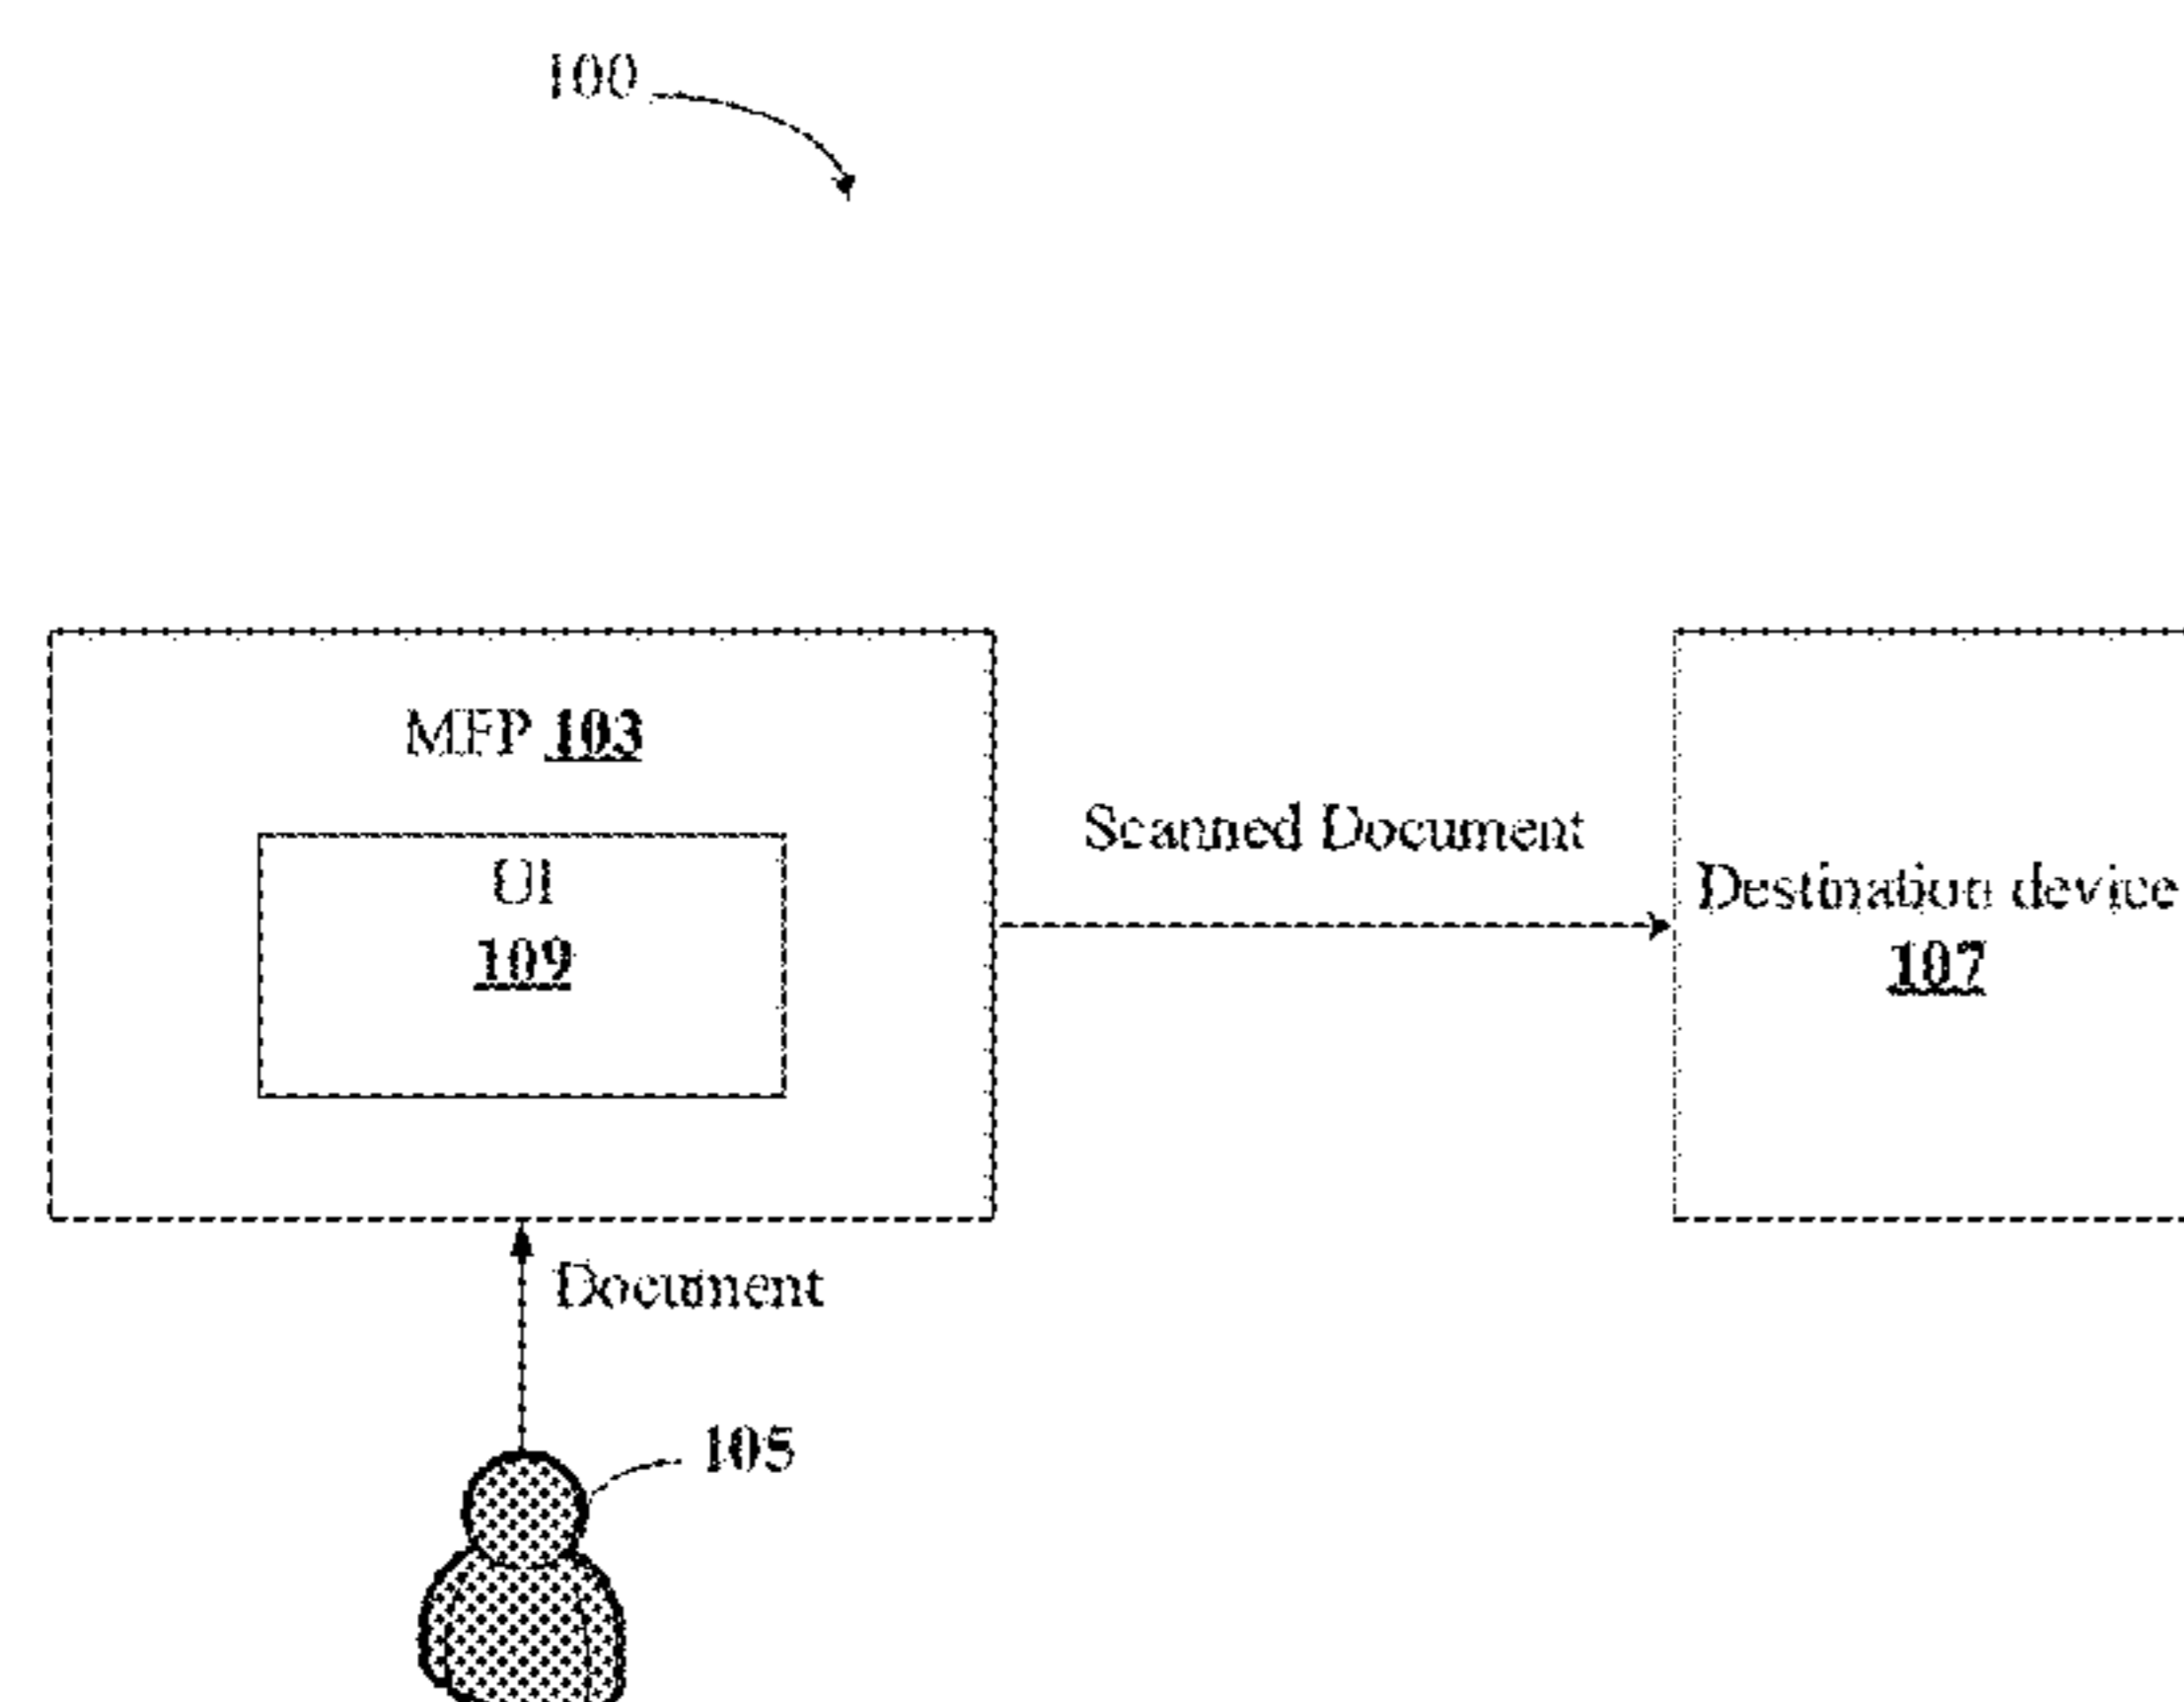 100
MFP 103
UI
109
Scanned Document
Destination device
107
Document
105